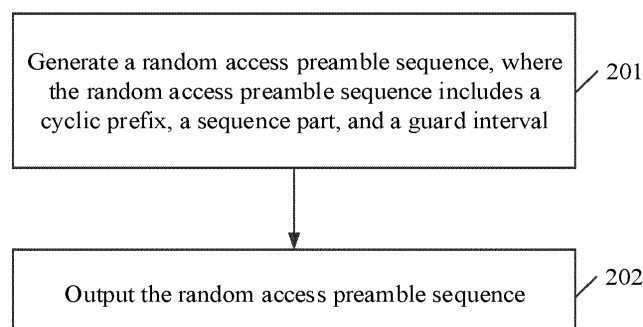 Generate a random access preamble sequence, where
the random access preamble sequence includes a
cyclic prefix, a sequence part, and a guard interval
201
Output the random access preamble sequence
202